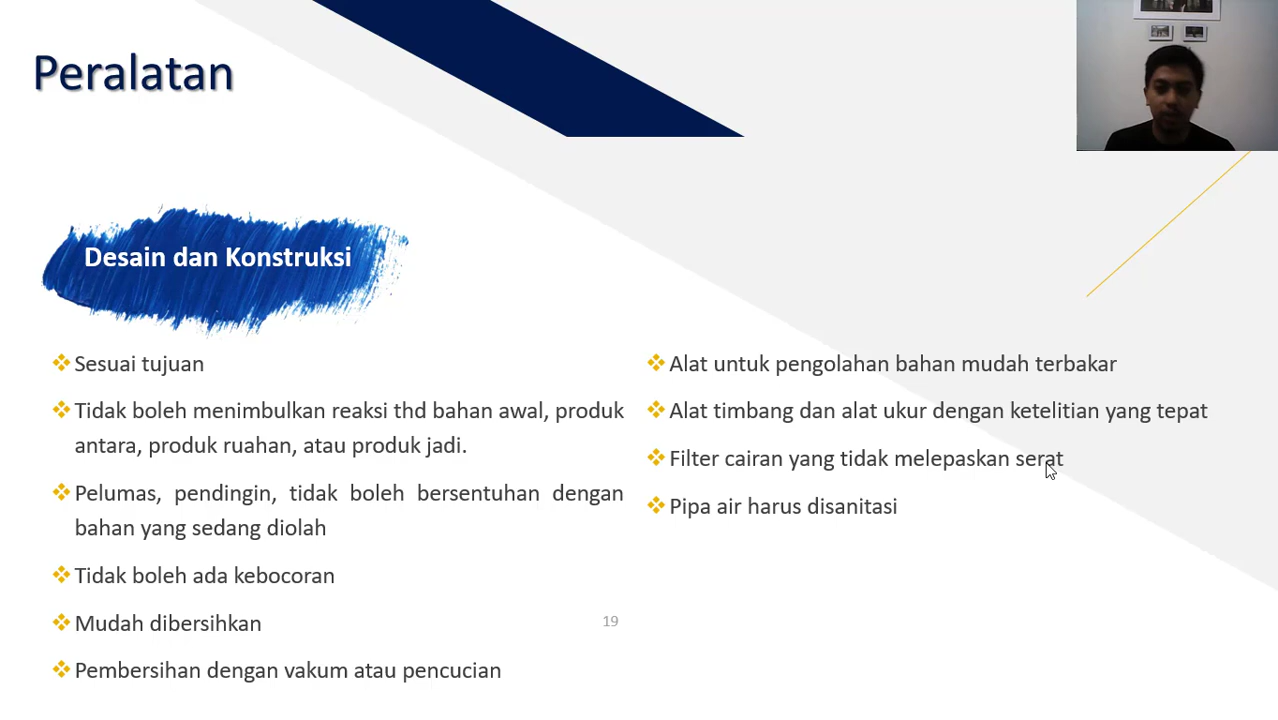 Peralatan
Desain dan Konstruksi
Sesuai tujuan
Tidak boleh menimbulkan reaksi thd bahan awal, produk
antara, produk ruahan, atau produk jadi.
Pelumas, pendingin, tidak boleh bersentuhan dengan
bahan yang sedang diolah
Tidak boleh ada kebocoran
Mudah dibersihkan
Pembersihan dengan vakum atau pencucian
Alat untuk pengolahan bahan mudah terbakar
Alat timbang dan alat ukur dengan ketelitian yang tepat
Filter cairan yang tidak melepaskan serat
Pipa air harus disanitasi
19